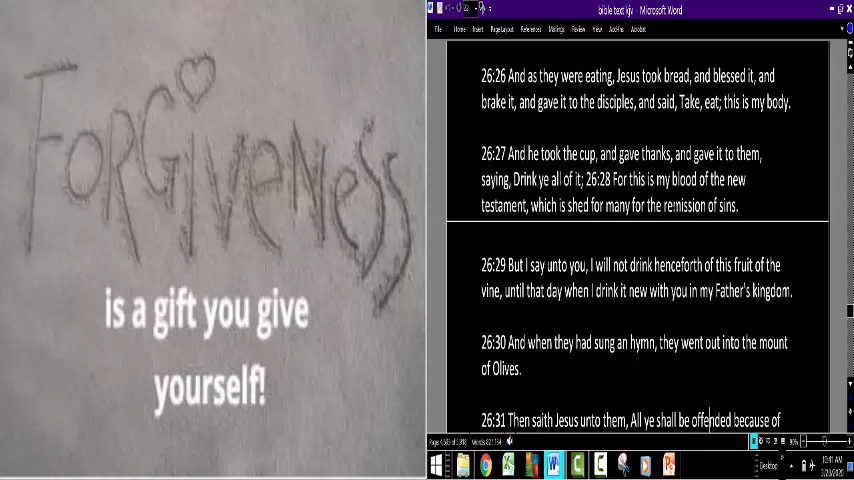 FORGiveNess
is a gift you give
yourself!
bible text kjv - Microsoft Word
File Home Insert Page Layout References Mailings Review View Add-Ins Acrobat
26:26 And as they were eating, Jesus took bread, and blessed it, and
brake it, and gave it to the disciples, and said, Take, eat; this is my body.
26:27 And he took the cup, and gave thanks, and gave it to them,
saying, Drink ye all of it; 26:28 For this is my blood of the new
testament, which is shed for many for the remission of sins.
26:29 But I say unto you, I will not drink henceforth of this fruit of the
vine, until that day when I drink it new with you in my Father's kingdom.
26:30 And when they had sung an hymn, they went out into the mount
of Olives.
26:31 Then saith Jesus unto them, All ye shall be offended because of
90%
Desktop
10:41 AM